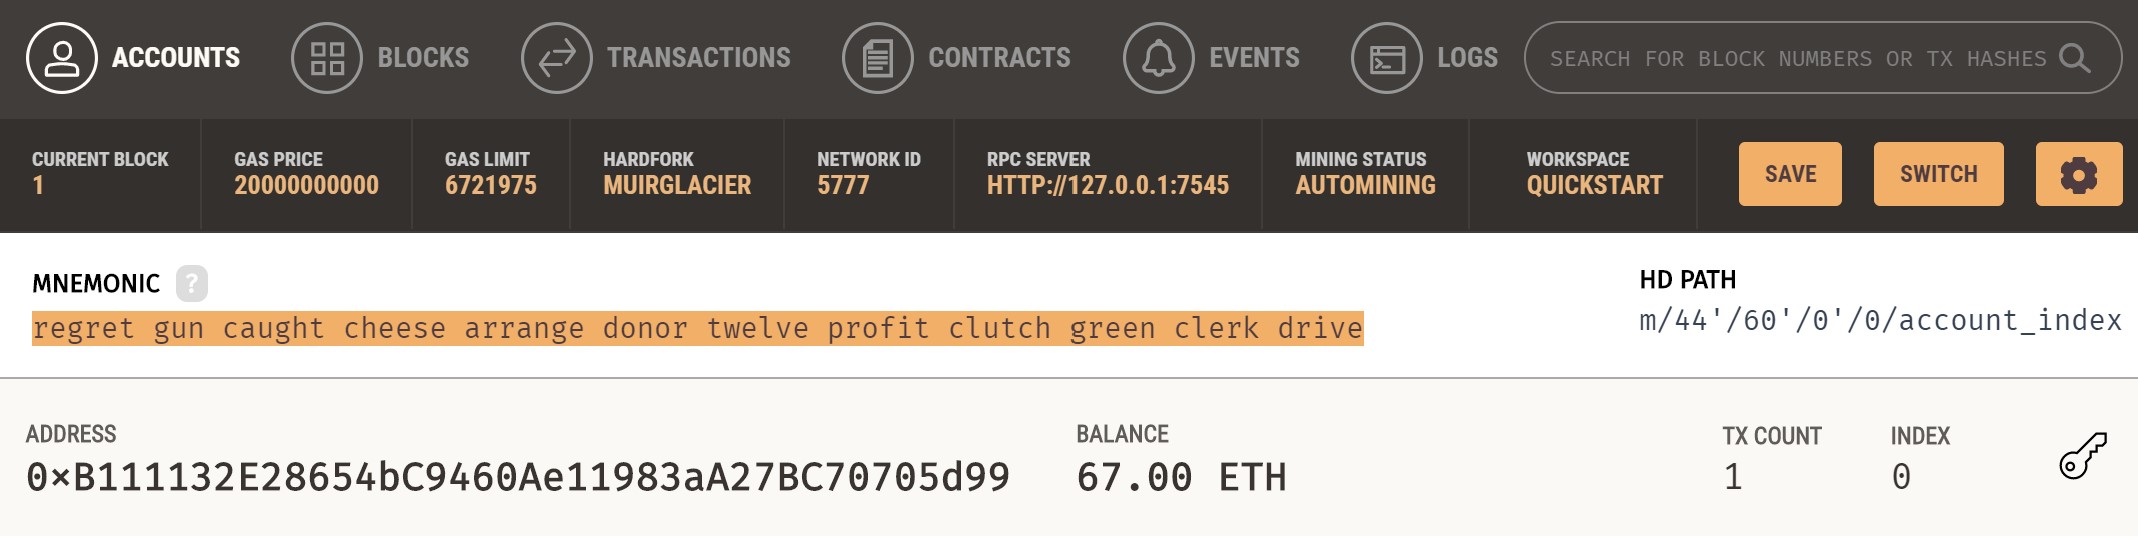 ACCOUNTS BLOCKS TRANSACTIONS CONTRACTS EVENTS LOGS SEARCH FOR BLOCK NUMBERS OR TX HASHES
CURRENT BLOCK GAS PRICE GAS LIMIT HARDFORK NETWORK ID RPC SERVER MINING STATUS WORKSPACE
1 20000000000 6721975 MUIRGLACIER 5777 HTTP://127.0.0.1:7545 AUTOMINING QUICKSTART SAVE SWITCH
MNEMONIC ? HD PATH
regret gun caught cheese arrange donor twelve profit clutch green clerk drive m/44'/60'/0'/0/account_index
ADDRESS BALANCE TX COUNT INDEX
0×B111132E28654bC9460Ae11983aA27BC70705d99 67.00 ETH 1 0